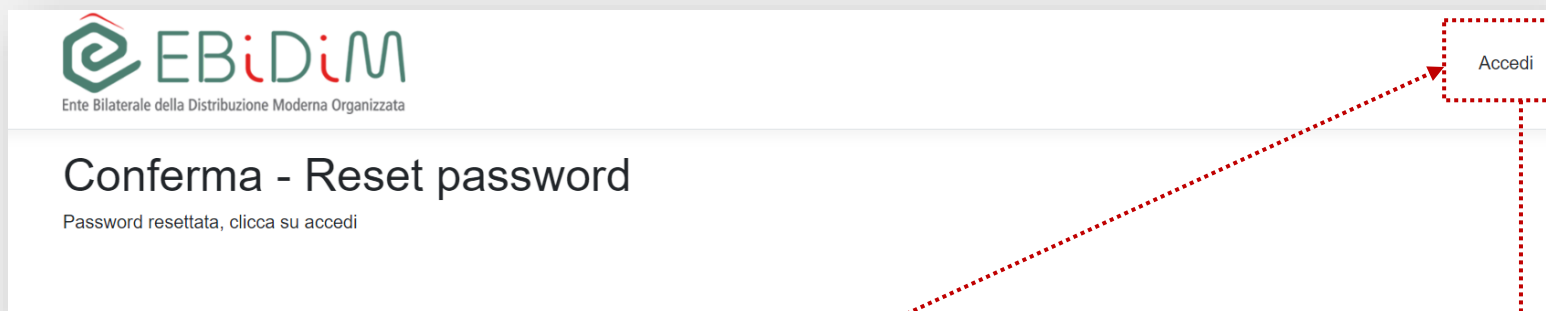 EBiDiM
Ente Bilaterale della Distribuzione Moderna Organizzata
Accedi
Conferma - Reset password
Password resettata, clicca su accedi